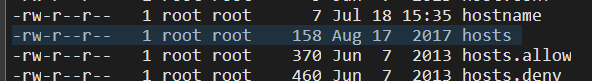 -rw-r--r-- 1 root root 7 Jul 18 15:35 hostname
-rw-r--r-- 1 root root 158 Aug 17 2017 hosts
-rw-r--r-- 1 root root 370 Jun 7 2013 hosts.allow
-rw-r--r-- 1 root root 460 Jun 7 2013 hosts.deny